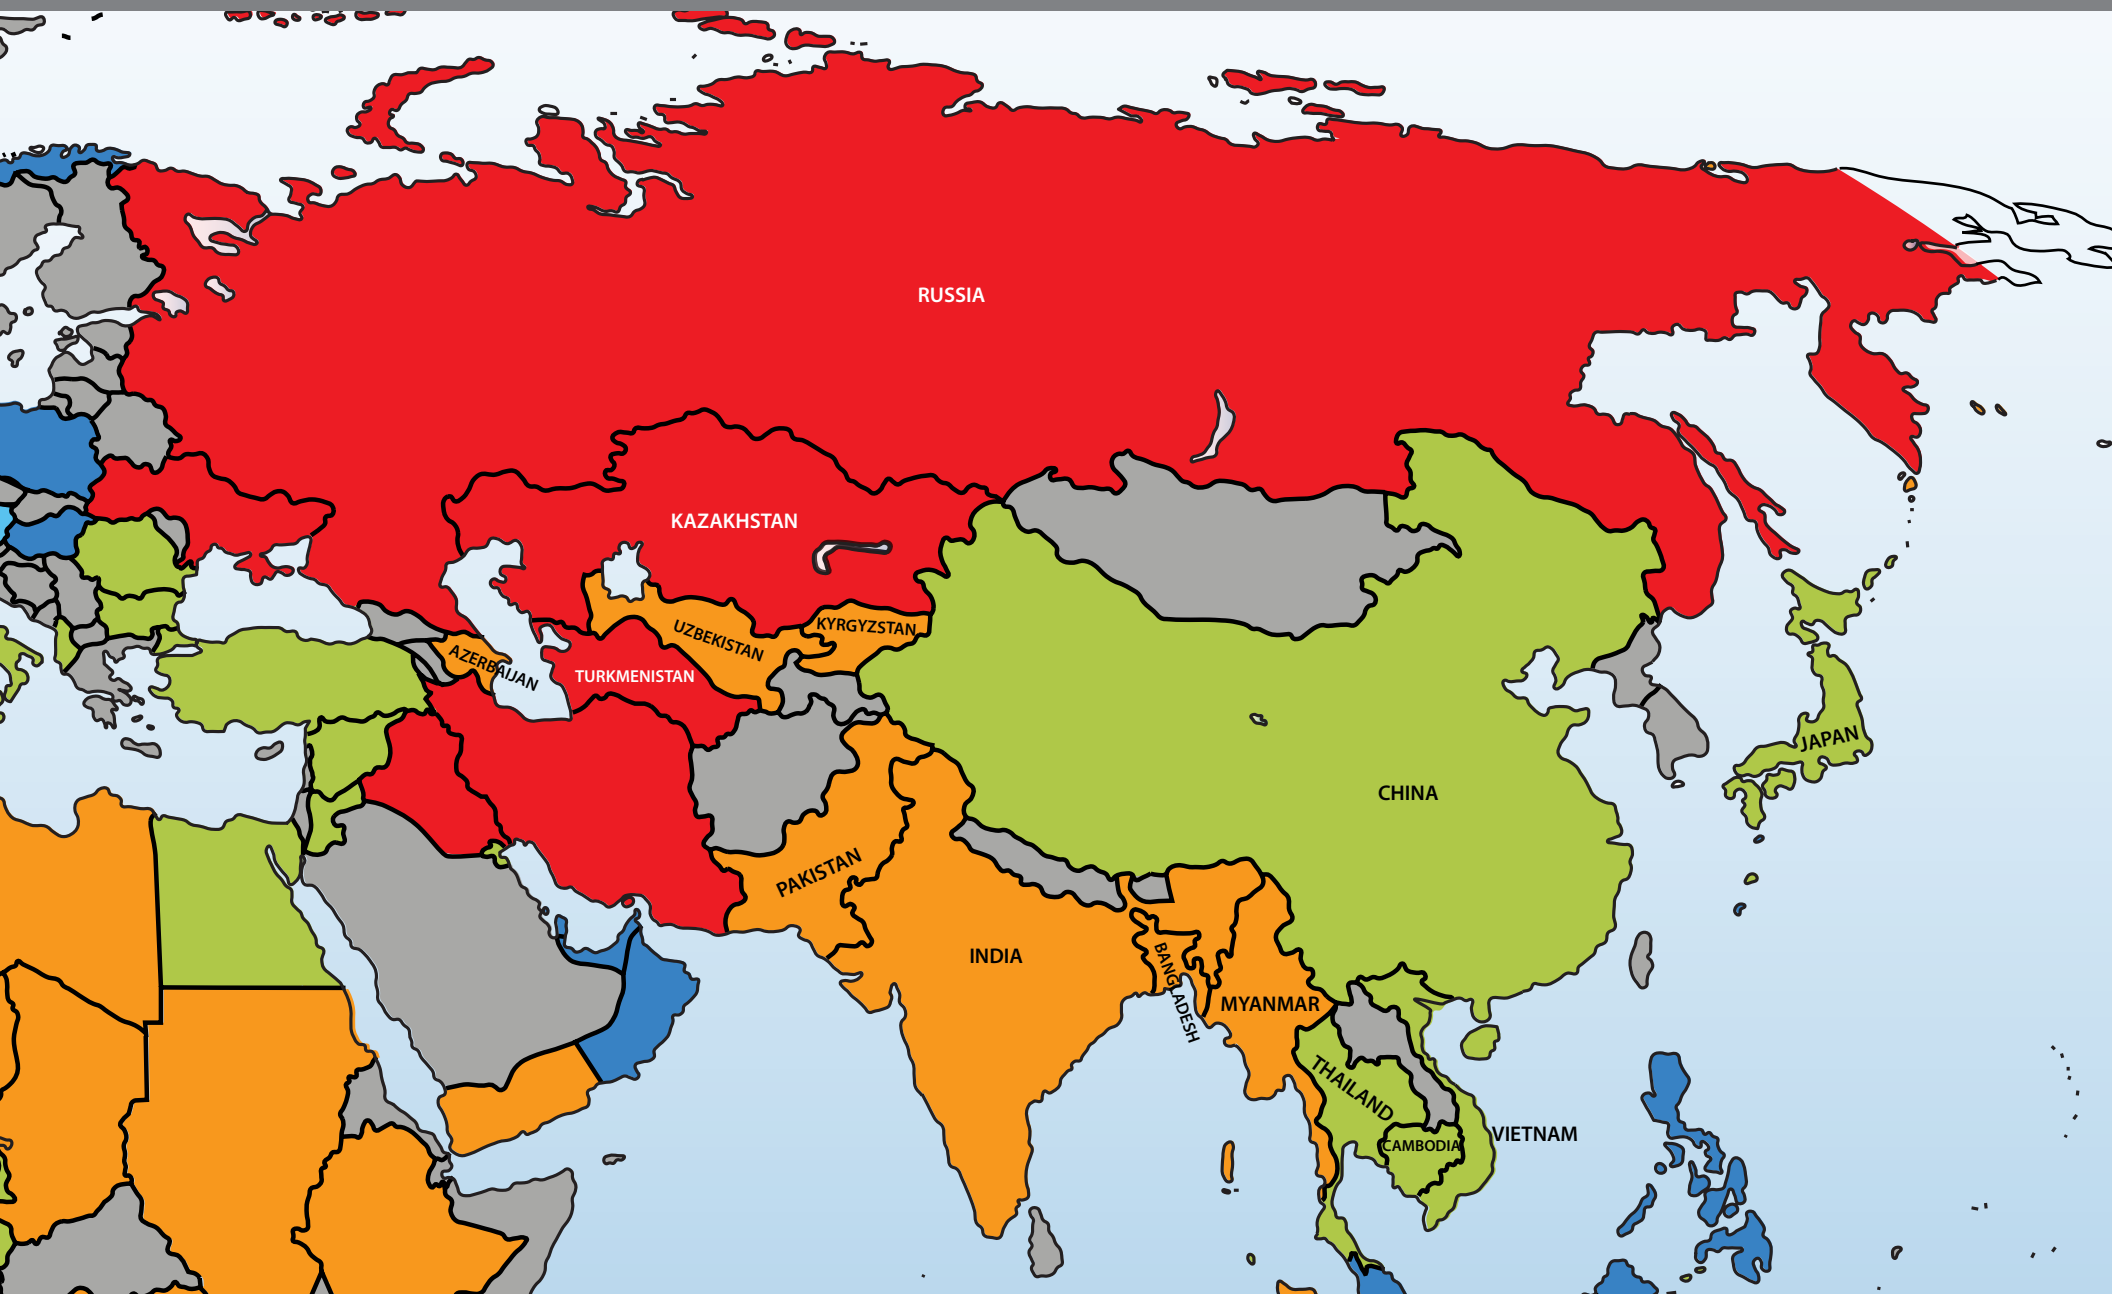 RUSSIA
KAZAKHSTAN
UZBEKISTAN
KYRGYZSTAN
AZERBAIJAN
TURKMENISTAN
JAPAN
CHINA
PAKISTAN
INDIA
BANGLADESH
MYANMAR
THAILAND
VIETNAM
CAMBODIA